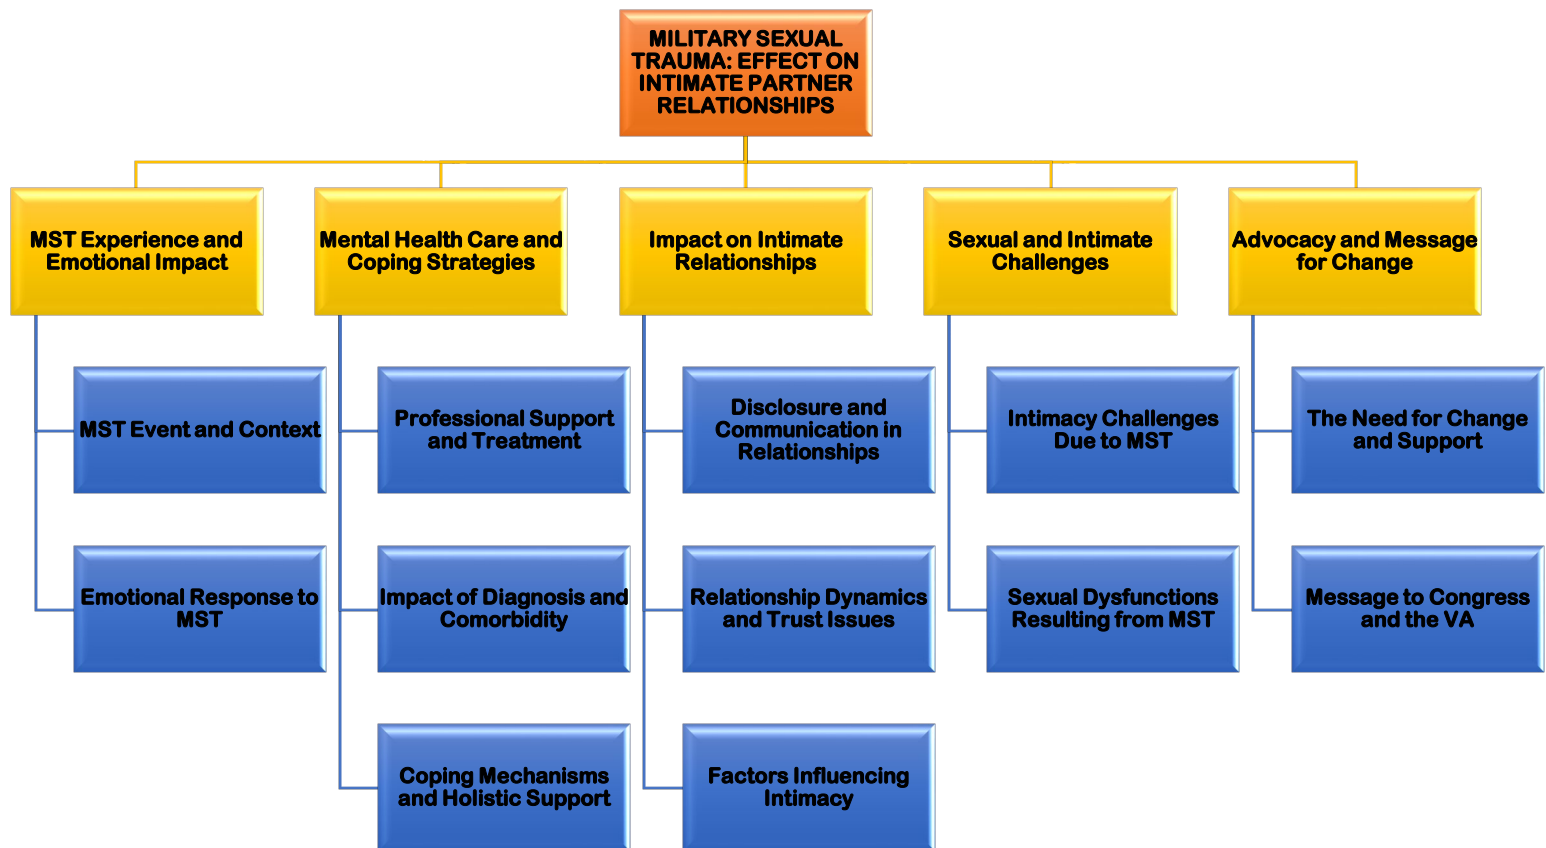 MILITARY SEXUAL
TRAUMA: EFFECT ON
INTIMATE PARTNER
RELATIONSHIPS
MST Experience and
Emotional Impact
MST Event and Context
Emotional Response to
MST
Mental Health Care and
Coping Strategies
Professional Support
and Treatment
Impact of Diagnosis and
Comorbidity
Coping Mechanisms
and Holistic Support
Impact on Intimate
Relationships
Disclosure and
Communication in
Relationships
Relationship Dynamics
and Trust Issues
Factors Influencing
Intimacy
Sexual and Intimate
Challenges
Intimacy Challenges
Due to MST
Sexual Dysfunctions
Resulting from MST
Advocacy and Message
for Change
The Need for Change
and Support
Message to Congress
and the VA